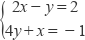 2x − y = 2
4y + x = − 1